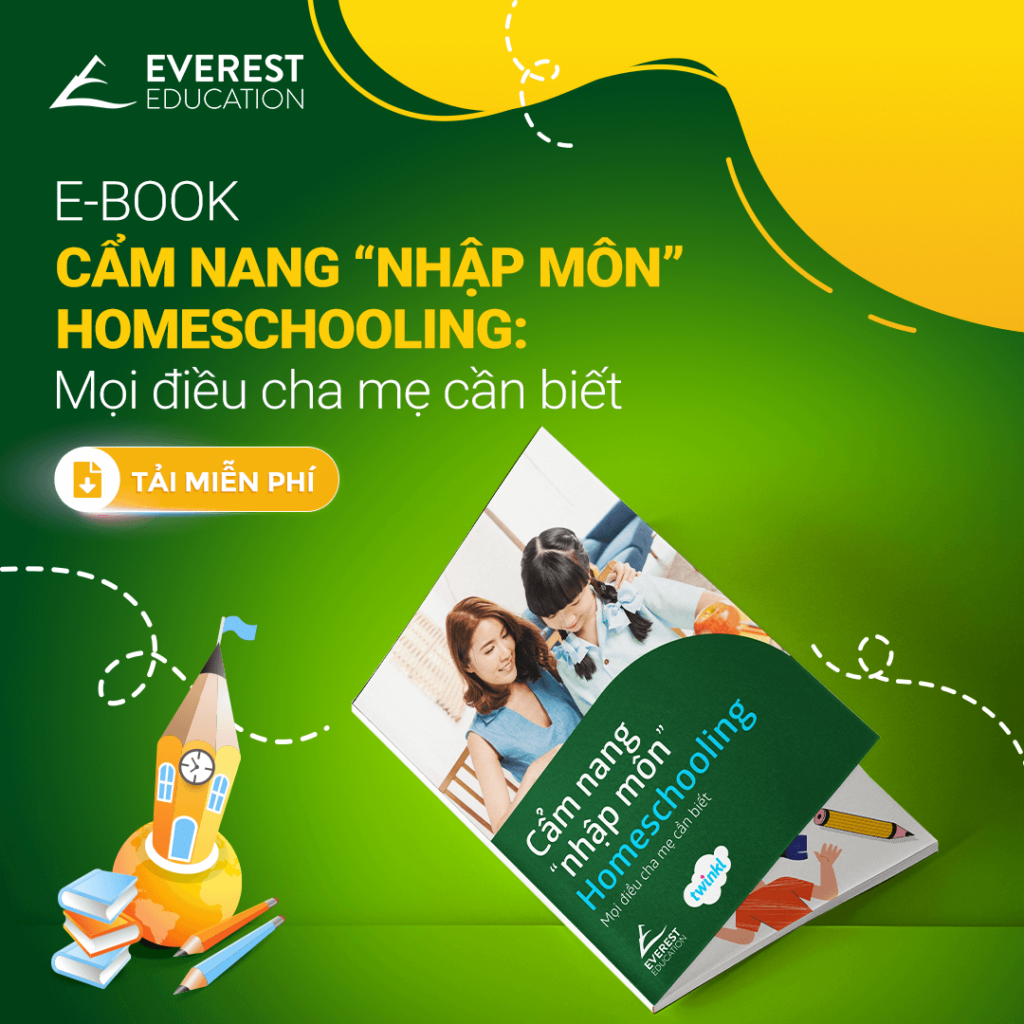 EVEREST
EDUCATION
E-BOOK
CẨM NANG “NHẬP MÔN”
HOMESCHOOLING:
Mọi điều cha mẹ cần biết
TẢI MIỄN PHÍ
Cẩm nang
“nhập môn”
Homeschooling
Mọi điều cha mẹ cần biết
twinkl
EVEREST
EDUCATION